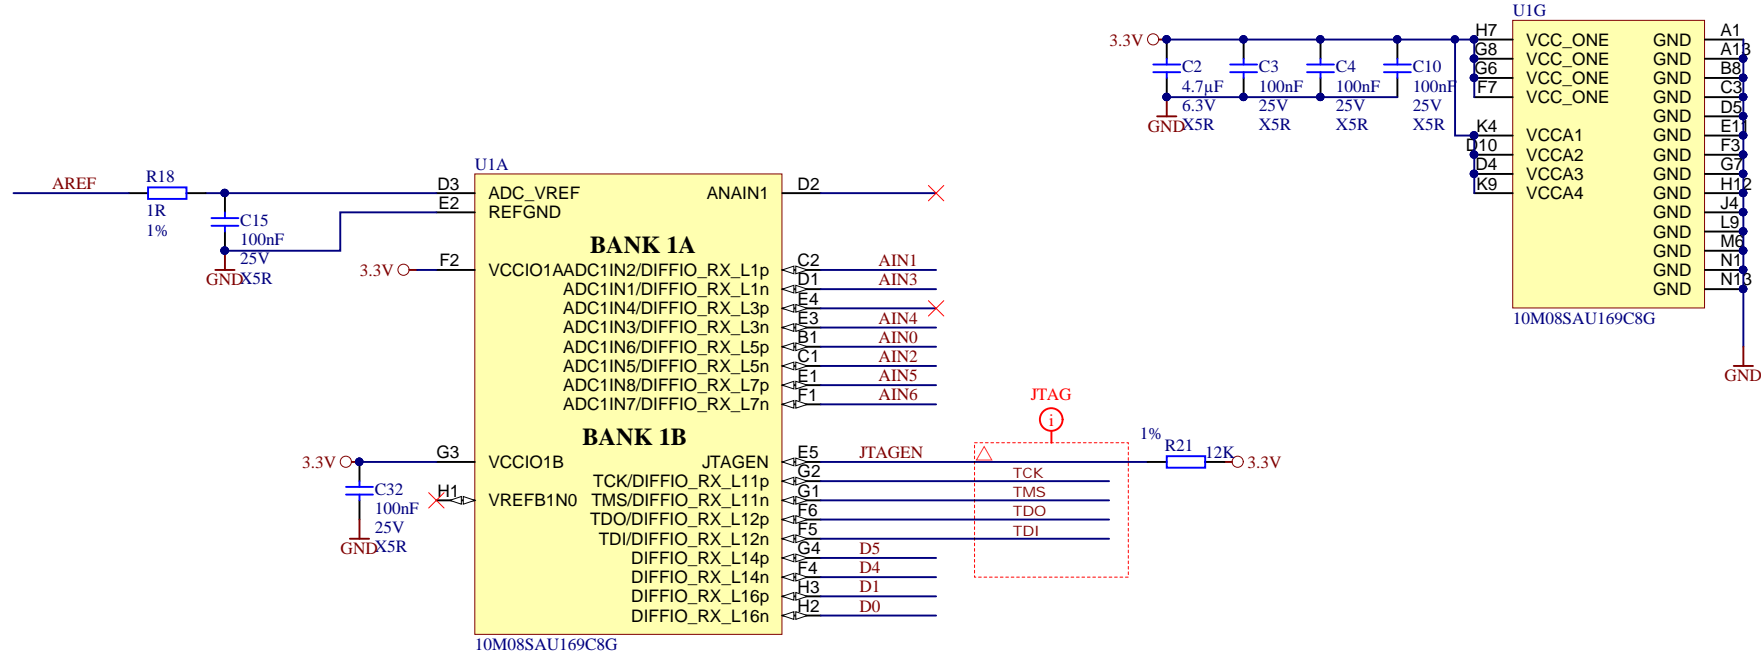 U1G
3.3V
C2
4.7µF
6.3V
X5R
GND
C3
100nF
25V
X5R
C4
100nF
25V
X5R
C10
100nF
25V
X5R
H7 VCC_ONE GND A1
G8 VCC_ONE GND A13
G6 VCC_ONE GND B8
F7 VCC_ONE GND C3
GND D5
K4 VCCA1 GND E11
D10 VCCA2 GND F3
D4 VCCA3 GND G7
K9 VCCA4 GND H12
GND J4
GND L9
GND M6
GND N1
GND N13
10M08SAU169C8G
GND
U1A
AREF
R18
1R
1%
C15
100nF
25V
X5R
GND
D3 ADC_VREF ANAIN1 D2
E2 REFGND
BANK 1A
3.3V F2 VCCIO1A ADC1IN2/DIFFIO_RX_L1p C2 AIN1
ADC1IN1/DIFFIO_RX_L1n D1 AIN3
ADC1IN4/DIFFIO_RX_L3p E4
ADC1IN3/DIFFIO_RX_L3n E3 AIN4
ADC1IN6/DIFFIO_RX_L5p B1 AIN0
ADC1IN5/DIFFIO_RX_L5n C1 AIN2
ADC1IN8/DIFFIO_RX_L7p E1 AIN5
ADC1IN7/DIFFIO_RX_L7n F1 AIN6
BANK 1B
3.3V G3 VCCIO1B JTAGEN E5 JTAGEN
TCK/DIFFIO_RX_L11p G2 TCK
H1 VREFB1N0 TMS/DIFFIO_RX_L11n G1 TMS
TDO/DIFFIO_RX_L12p F6 TDO
TDI/DIFFIO_RX_L12n F5 TDI
DIFFIO_RX_L14p G4 D5
DIFFIO_RX_L14n F4 D4
DIFFIO_RX_L16p H3 D1
DIFFIO_RX_L16n H2 D0
10M08SAU169C8G
C32
100nF
25V
X5R
GND
JTAG
i
1%
R21
12K
3.3V